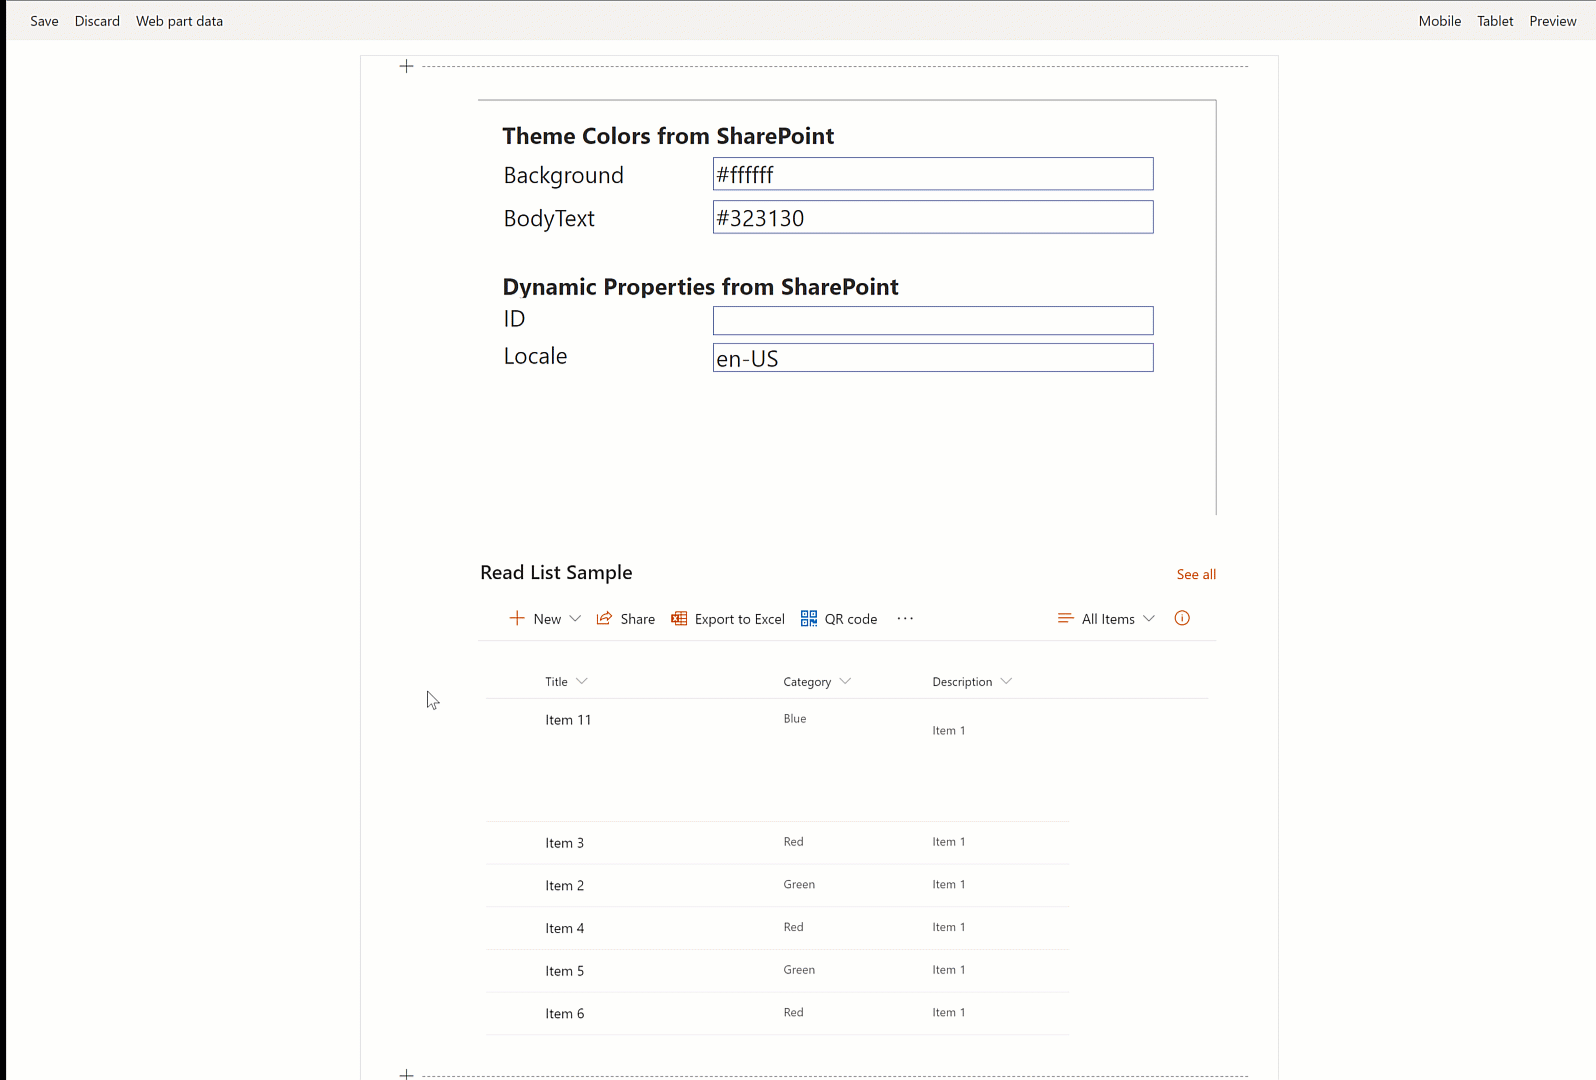 Save Discard Web part data Mobile Tablet Preview
Theme Colors from SharePoint
Background #ffffff
BodyText #323130
Dynamic Properties from SharePoint
ID
Locale en-US
Read List Sample See all
New Share Export to Excel QR code ··· All Items
Title Category Description
Item 11 Blue Item 1
Item 3 Red Item 1
Item 2 Green Item 1
Item 4 Red Item 1
Item 5 Green Item 1
Item 6 Red Item 1